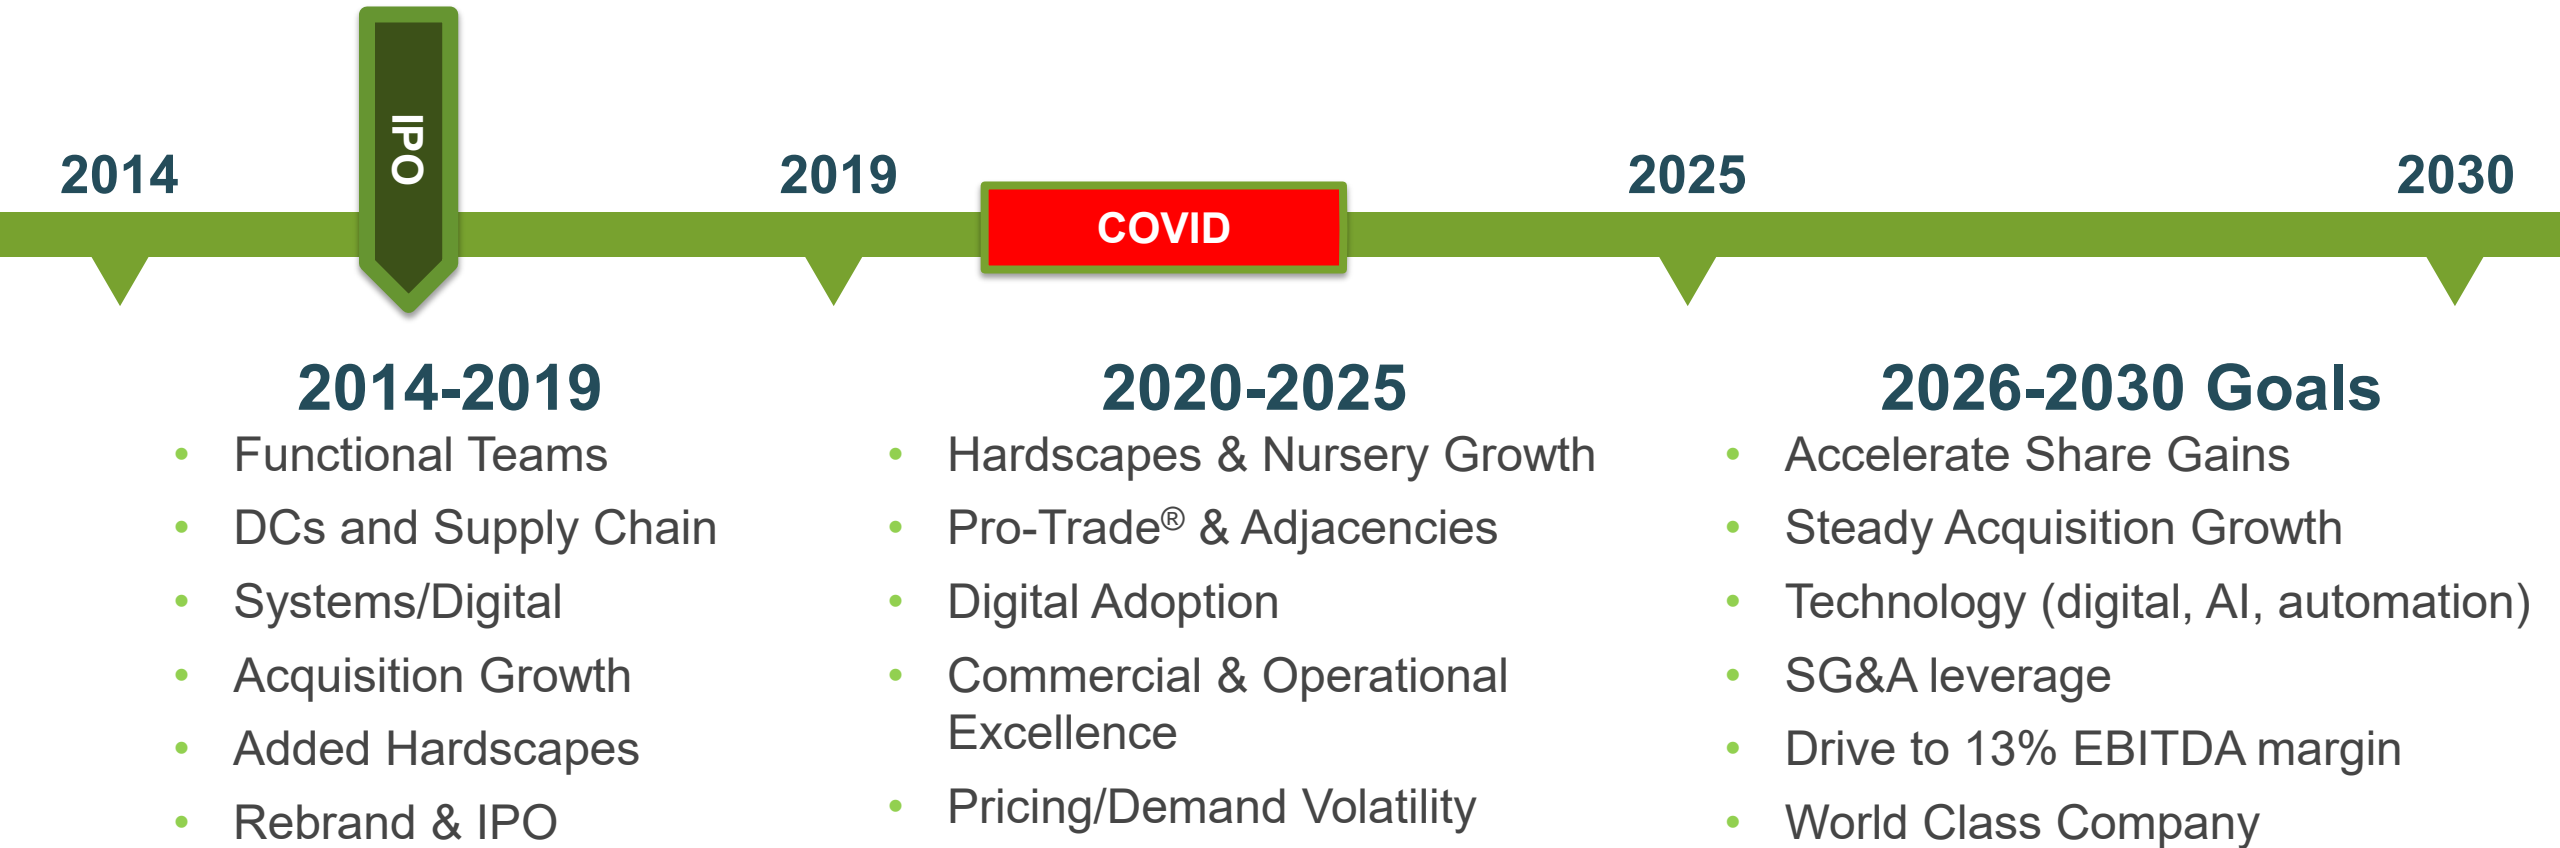 IPO
2014
2019
2025
2030
COVID
2014-2019
• Functional Teams
• DCs and Supply Chain
• Systems/Digital
• Acquisition Growth
• Added Hardscapes
• Rebrand & IPO
2020-2025
• Hardscapes & Nursery Growth
• Pro-Trade® & Adjacencies
• Digital Adoption
• Commercial & Operational
Excellence
• Pricing/Demand Volatility
2026-2030 Goals
• Accelerate Share Gains
• Steady Acquisition Growth
• Technology (digital, AI, automation)
• SG&A leverage
• Drive to 13% EBITDA margin
• World Class Company